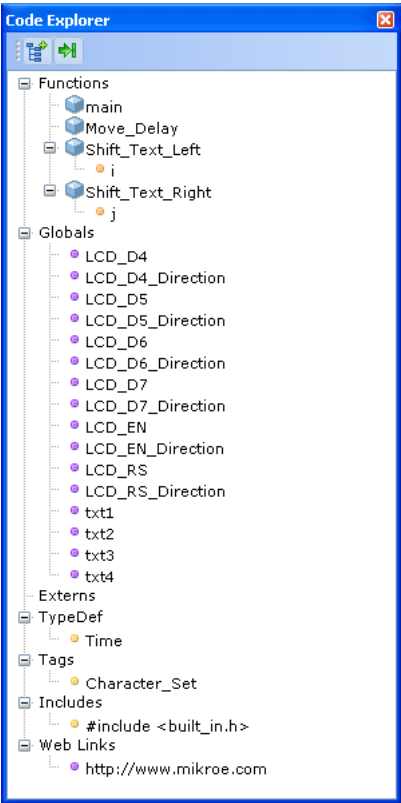 Code Explorer
Functions
main
Move_Delay
Shift_Text_Left
i
Shift_Text_Right
j
Globals
LCD_D4
LCD_D4_Direction
LCD_D5
LCD_D5_Direction
LCD_D6
LCD_D6_Direction
LCD_D7
LCD_D7_Direction
LCD_EN
LCD_EN_Direction
LCD_RS
LCD_RS_Direction
txt1
txt2
txt3
txt4
Externs
TypeDef
Time
Tags
Character_Set
Includes
#include <built_in.h>
Web Links
http://www.mikroe.com